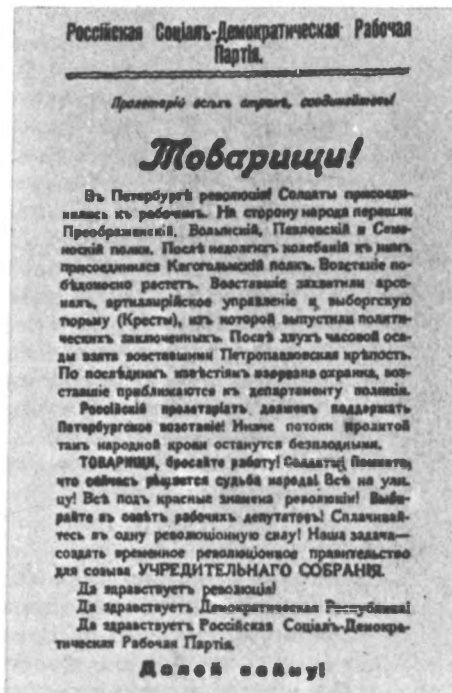 Россійская Соціалъ-Демократическая Рабочая
Партія.
Пролетаріи всѣхъ странъ, соединяйтесь!
Товарищи!
Въ Петербургѣ революція! Солдаты присоеди-
нились къ рабочимъ. На сторону народа перешли
Преображенскій, Волынскій, Павловскій и Семе-
новскій полки. Послѣ недолгихъ колебаній къ нимъ
присоединился Кегсгольмскій полкъ. Возстаніе по-
бѣдоносно растетъ. Возставшіе захватили арсе-
налъ, артиллерійское управленіе и выборгскую
тюрьму (Кресты), изъ которой выпустили полити-
ческихъ заключенныхъ. Послѣ двухъ часовой оса-
ды взята возставшими Петропавловская крѣпость.
По послѣднимъ извѣстіямъ взорвана охранка, воз-
ставшіе приближаются къ департаменту полиціи.
Россійскій пролетаріатъ долженъ поддержать
Петербургское возстаніе! Иначе потоки пролитой
тамъ народной крови останутся безплодными.
ТОВАРИЩИ, бросайте работу! Солдаты! Помните,
что сейчасъ рѣшается судьба народа! Всѣ на ули-
цу! Всѣ подъ красные знамена революціи! Выби-
райте въ совѣтъ рабочихъ депутатовъ! Сплачивай-
тесь въ одну революціонную силу! Наша задача—
создать временное революціонное правительство
для созыва УЧРЕДИТЕЛЬНАГО СОБРАНІЯ.
Да здравствуетъ революція!
Да здравствуетъ Демократическая Республика!
Да здравствуетъ Россійская Соціалъ-Демокра-
тическая Рабочая Партія.
Долой войну!